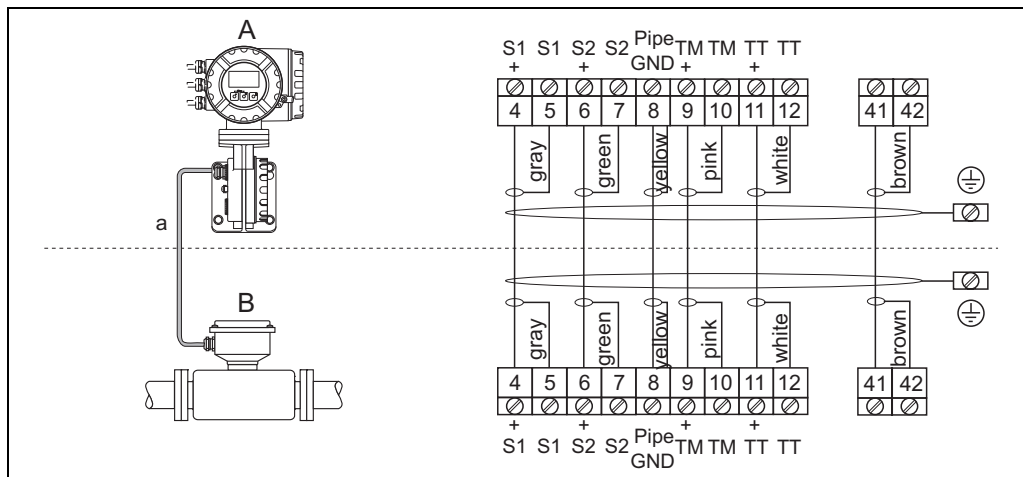 A
a
B
S1 S1 S2 S2 Pipe GND TM TM TT TT
+ + + +
4 5 6 7 8 9 10 11 12 41 42
gray green yellow pink white brown
gray green yellow pink white brown
4 5 6 7 8 9 10 11 12 41 42
+ + + +
S1 S1 S2 S2 Pipe GND TM TM TT TT